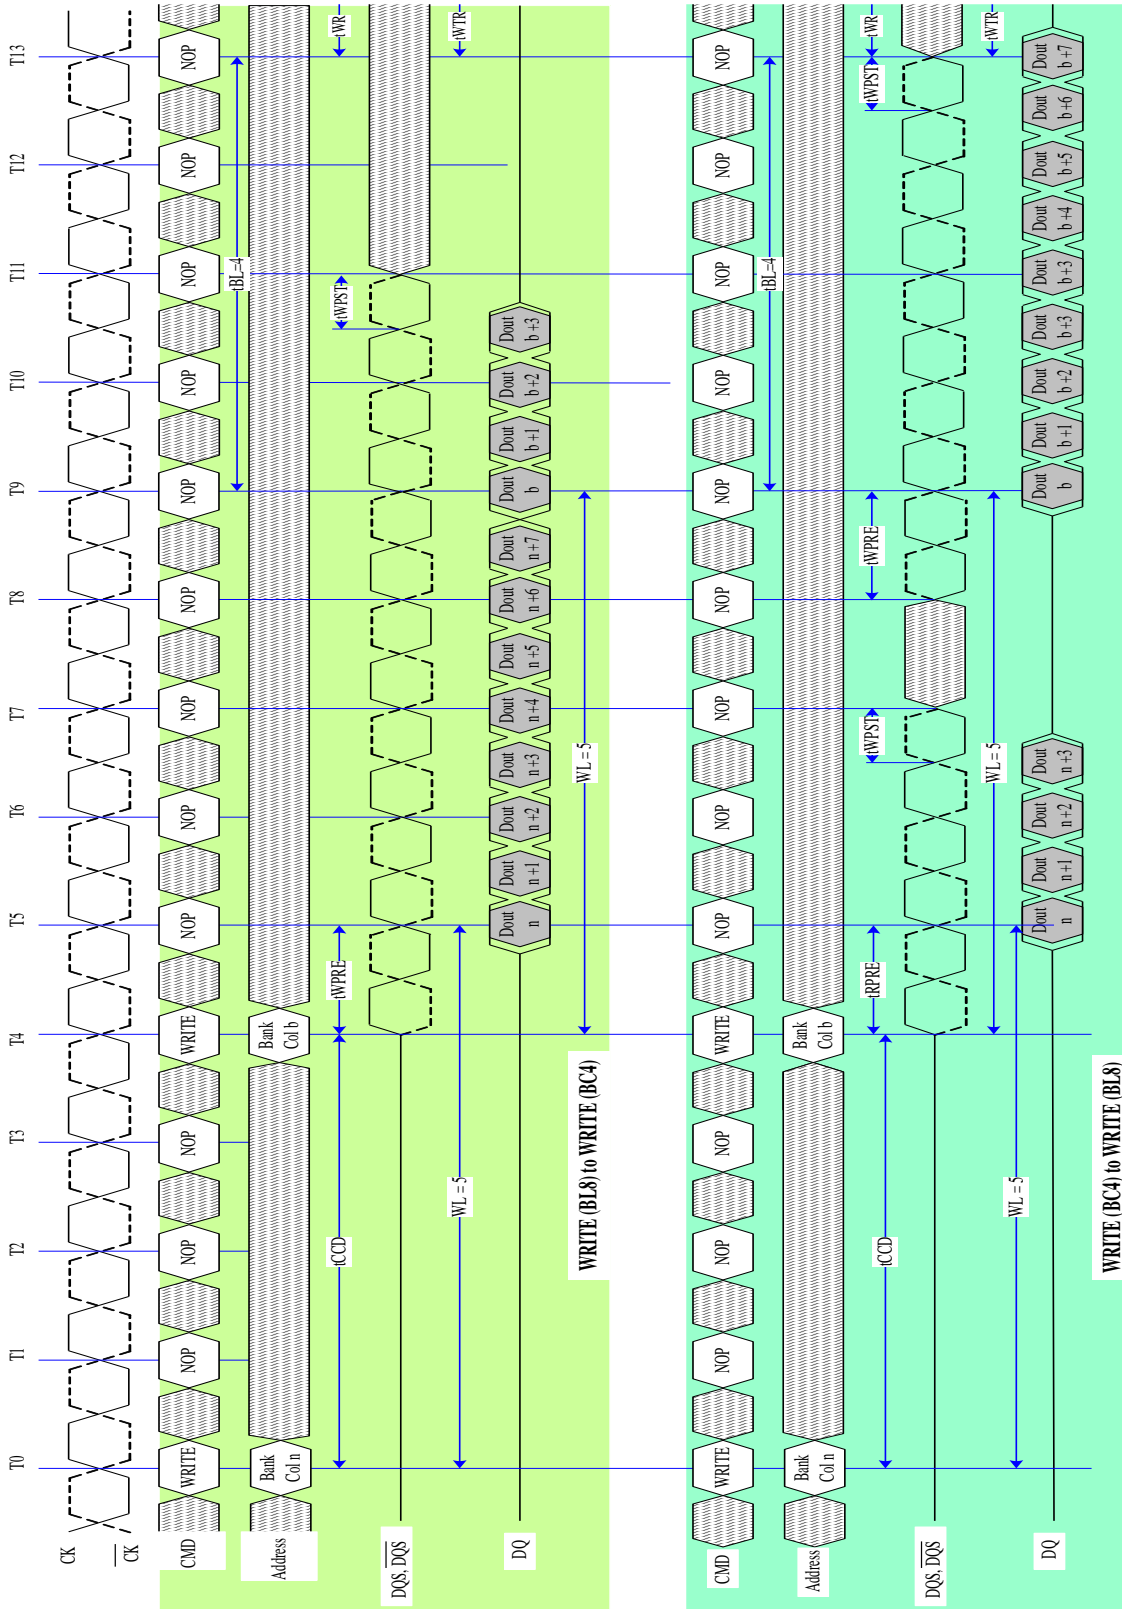 T0 T1 T2 T3 T4 T5 T6 T7 T8 T9 T10 T11 T12 T13
CK
CK
CMD
WRITE NOP NOP NOP WRITE NOP NOP NOP NOP NOP NOP NOP NOP NOP
tBL=4
Address
Bank
Col n
Bank
Col b
tCCD
tWPRE
tWPST
tWR
DQS, DQS
WL = 5
tWTR
DQ
Dout
n
Dout
n+1
Dout
n+2
Dout
n+3
Dout
n+4
Dout
n+5
Dout
n+6
Dout
n+7
Dout
b
Dout
b+1
Dout
b+2
Dout
b+3
WL = 5
WRITE (BL8) to WRITE (BC4)
CMD
WRITE NOP NOP NOP WRITE NOP NOP NOP NOP NOP NOP NOP NOP NOP
tBL=4
Address
Bank
Col n
Bank
Col b
tCCD
tRPRE
tWPST
tWPRE
tWPST
tWR
DQS, DQS
WL = 5
tWTR
WL = 5
DQ
Dout
n
Dout
n+1
Dout
n+2
Dout
n+3
Dout
b
Dout
b+1
Dout
b+2
Dout
b+3
Dout
b+3
Dout
b+4
Dout
b+5
Dout
b+6
Dout
b+7
WRITE (BC4) to WRITE (BL8)